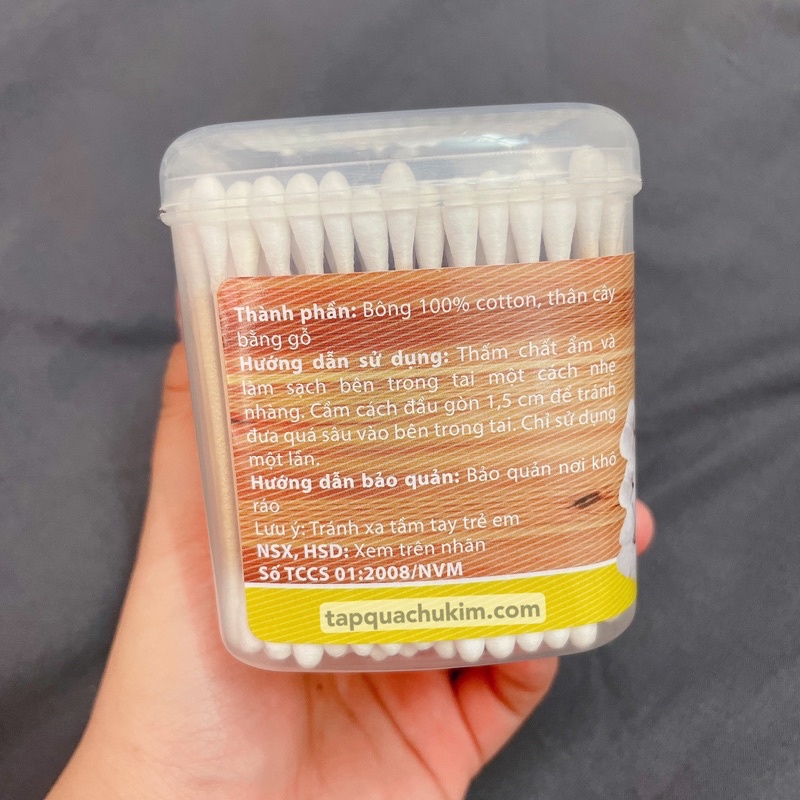 Thành phần: Bông 100% cotton, thân cây
bằng gỗ
Hướng dẫn sử dụng: Thấm chất ẩm và
làm sạch bên trong tai một cách nhẹ
nhàng. Cầm cách đầu gòn 1,5 cm để tránh
đưa quá sâu vào bên trong tai. Chỉ sử dụng
một lần.
Hướng dẫn bảo quản: Bảo quản nơi khô
ráo
Lưu ý: Tránh xa tầm tay trẻ em
NSX, HSD: Xem trên nhãn
Số TCCS 01:2008/NVM
tapquachukim.com